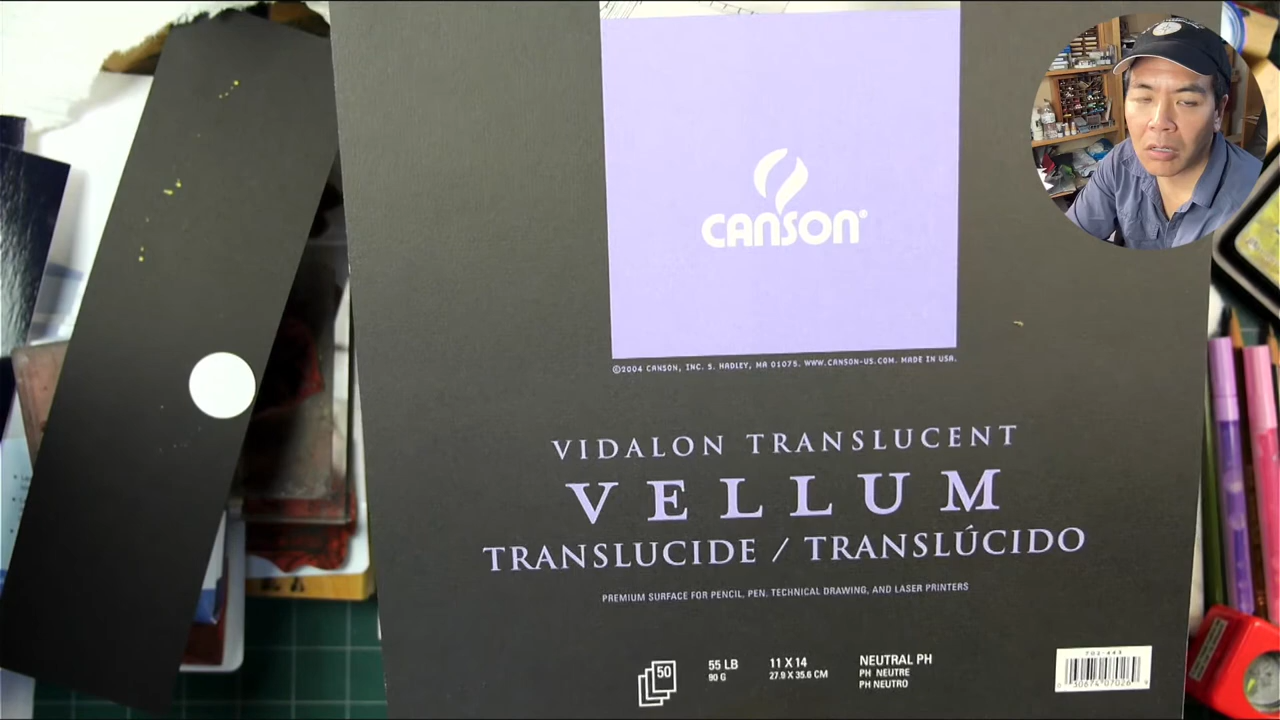 CANSON®
©2004 CANSON, INC. S. HADLEY, MA 01075. WWW.CANSON-US.COM. MADE IN USA.
VIDALON TRANSLUCENT
VELLUM
TRANSLUCIDE / TRANSLÚCIDO
PREMIUM SURFACE FOR PENCIL, PEN, TECHNICAL DRAWING, AND LASER PRINTERS
50
55 LB
90 G
11 X 14
27.9 X 35.6 CM
NEUTRAL PH
PH NEUTRE
PH NEUTRO
702-443